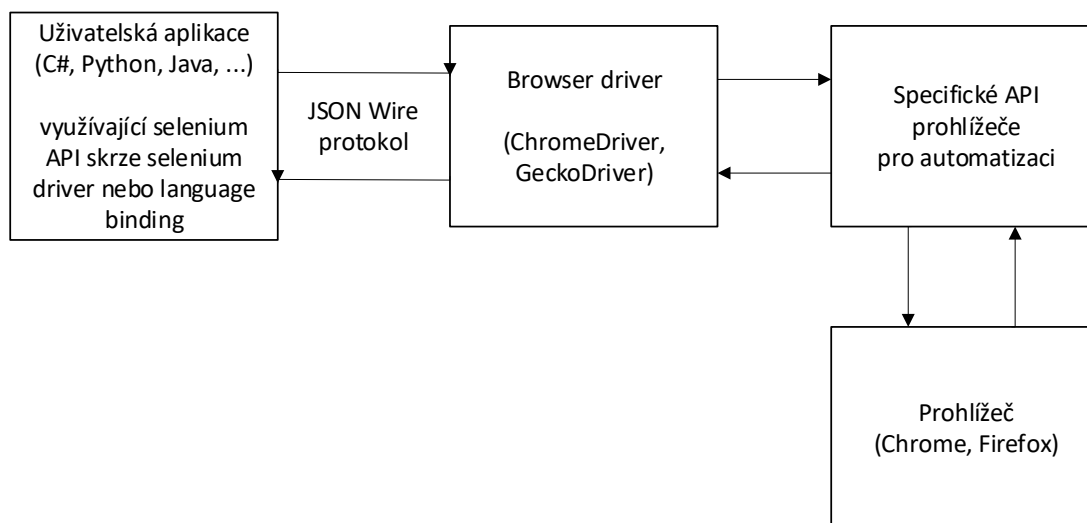 Uživatelská aplikace
(C#, Python, Java, ...)
využívající selenium
API skrze selenium
driver nebo language
binding
JSON Wire
protokol
Browser driver
(ChromeDriver,
GeckoDriver)
Specifické API
prohlížeče
pro automatizaci
Prohlížeč
(Chrome, Firefox)